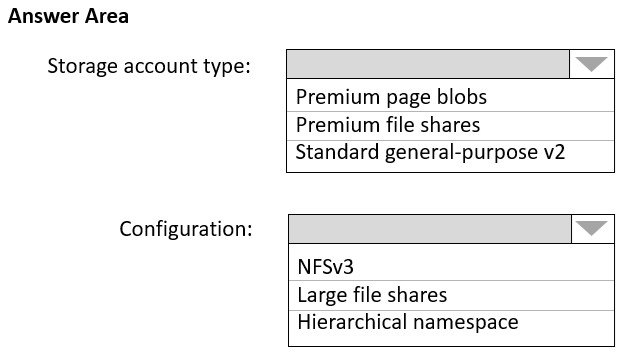 Answer Area
Storage account type:
Premium page blobs
Premium file shares
Standard general-purpose v2
Configuration:
NFSv3
Large file shares
Hierarchical namespace